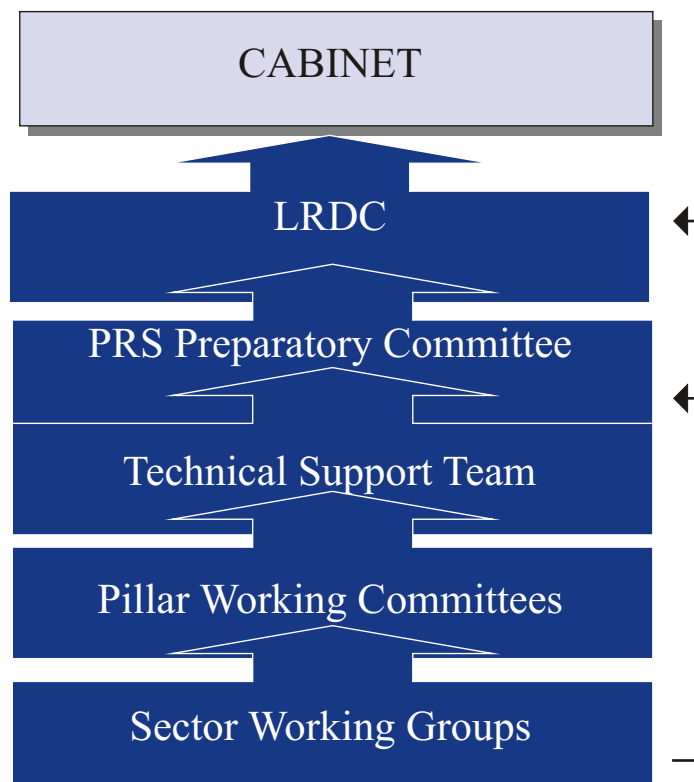 CABINET
LRDC
PRS Preparatory Committee
Technical Support Team
Pillar Working Committees
Sector Working Groups